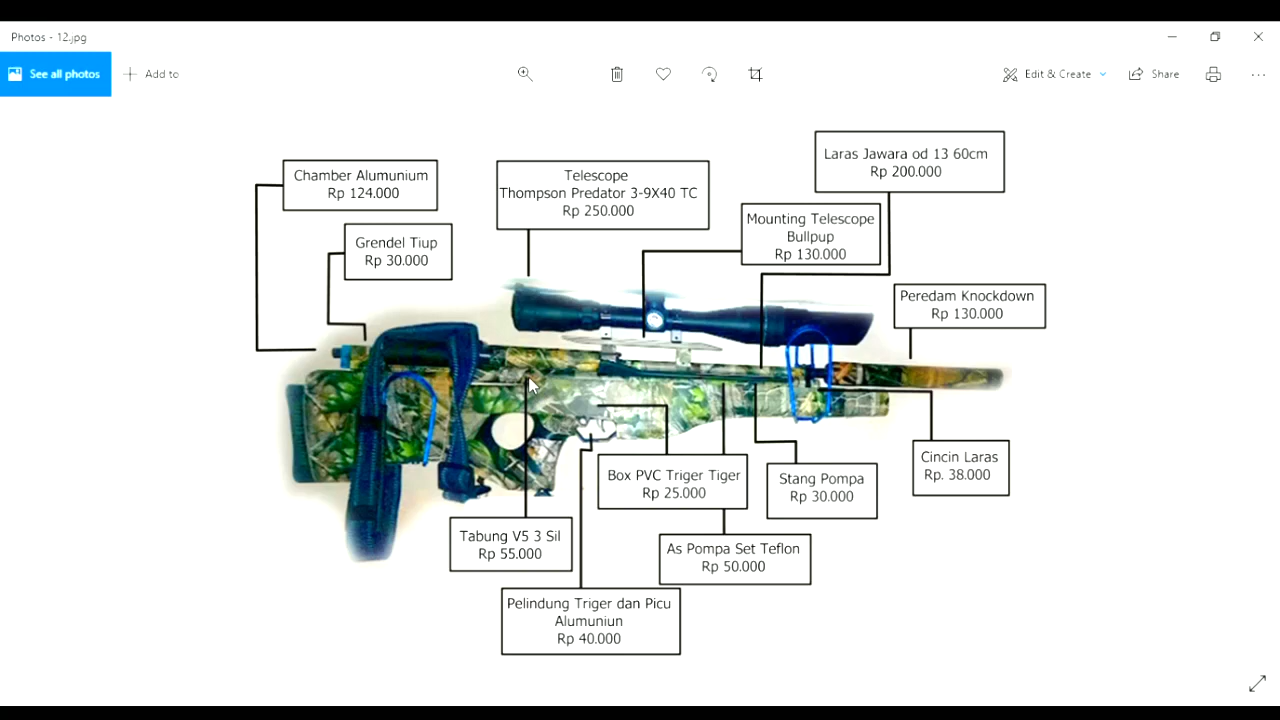 Photos - 12.jpg
See all photos
Add to
Edit & Create
Share
Chamber Alumunium
Rp 124.000
Grendel Tiup
Rp 30.000
Telescope
Thompson Predator 3-9X40 TC
Rp 250.000
Laras Jawara od 13 60cm
Rp 200.000
Mounting Telescope
Bullpup
Rp 130.000
Peredam Knockdown
Rp 130.000
Cincin Laras
Rp. 38.000
Box PVC Triger Tiger
Rp 25.000
Stang Pompa
Rp 30.000
Tabung V5 3 Sil
Rp 55.000
As Pompa Set Teflon
Rp 50.000
Pelindung Triger dan Picu
Alumuniun
Rp 40.000